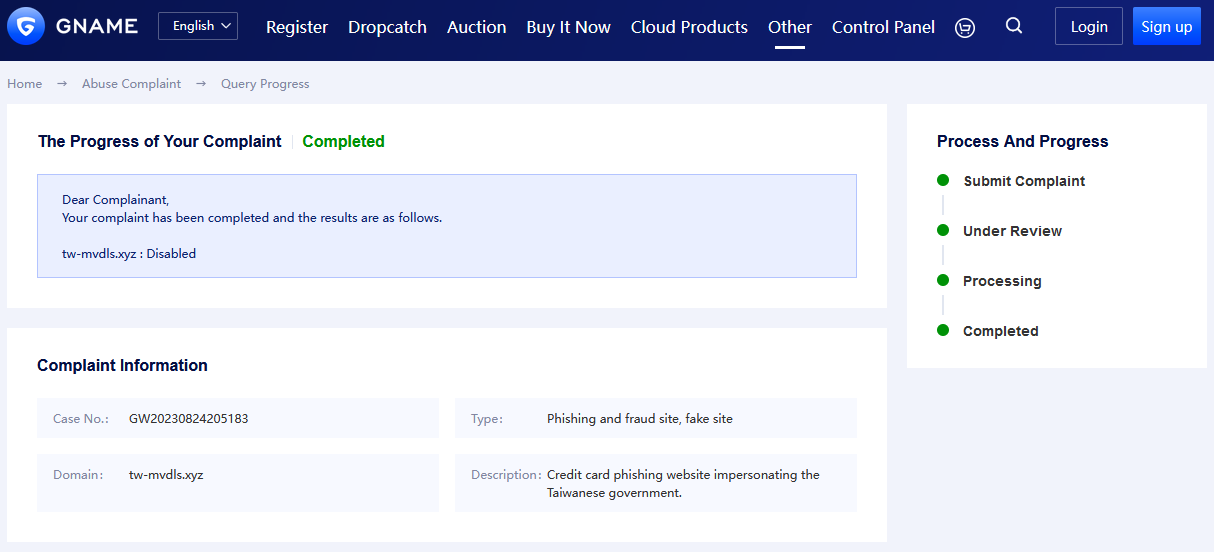 GNAME
English
Register
Dropcatch
Auction
Buy It Now
Cloud Products
Other
Control Panel
Login
Sign up
Home → Abuse Complaint → Query Progress
The Progress of Your Complaint Completed
Dear Complainant,
Your complaint has been completed and the results are as follows.
tw-mvdls.xyz : Disabled
Process And Progress
Submit Complaint
Under Review
Processing
Completed
Complaint Information
Case No.: GW20230824205183
Type: Phishing and fraud site, fake site
Domain: tw-mvdls.xyz
Description: Credit card phishing website impersonating the
Taiwanese government.